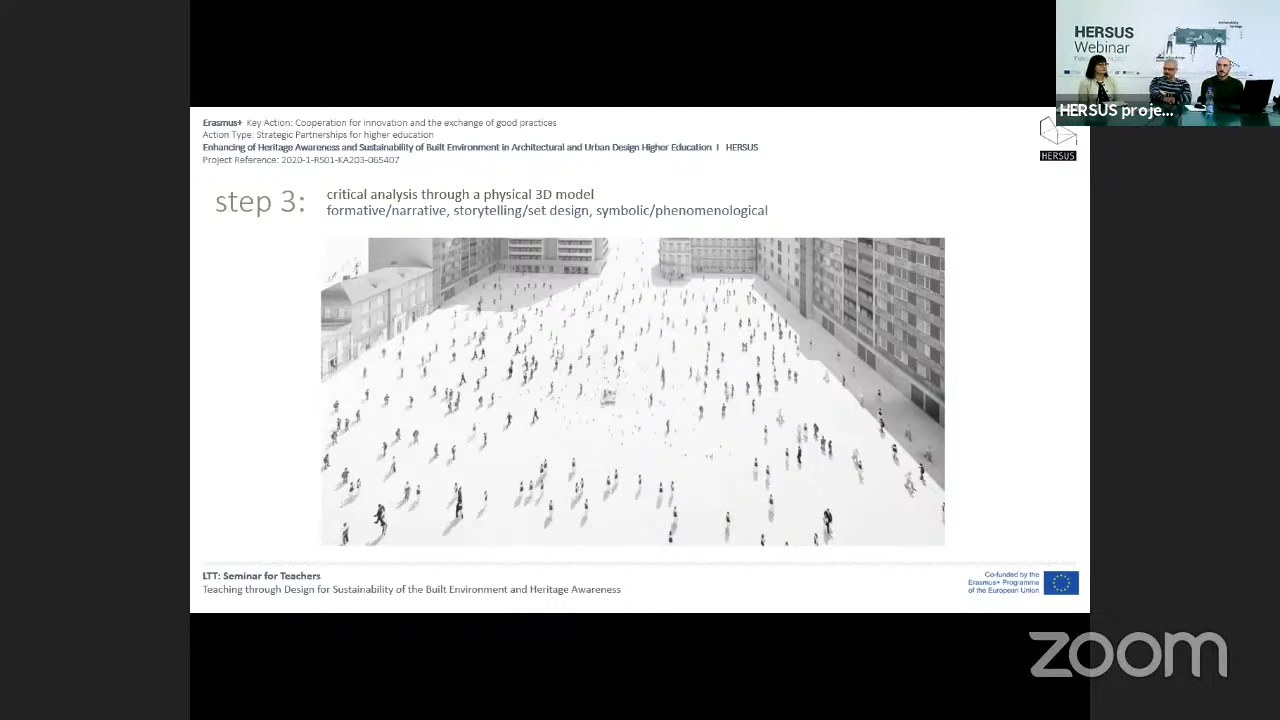 HERSUS
Webinar
HERSUS proje...
Erasmus+ Key Action: Cooperation for innovation and the exchange of good practices
Action Type: Strategic Partnerships for higher education
Enhancing of Heritage Awareness and Sustainability of Built Environment in Architectural and Urban Design Higher Education I HERSUS
Project Reference: 2020-1-RS01-KA203-065407
HERSUS
step 3:
critical analysis through a physical 3D model
formative/narrative, storytelling/set design, symbolic/phenomenological
LTT: Seminar for Teachers
Teaching through Design for Sustainability of the Built Environment and Heritage Awareness
Co-funded by the
Erasmus+ Programme
of the European Union
zoom